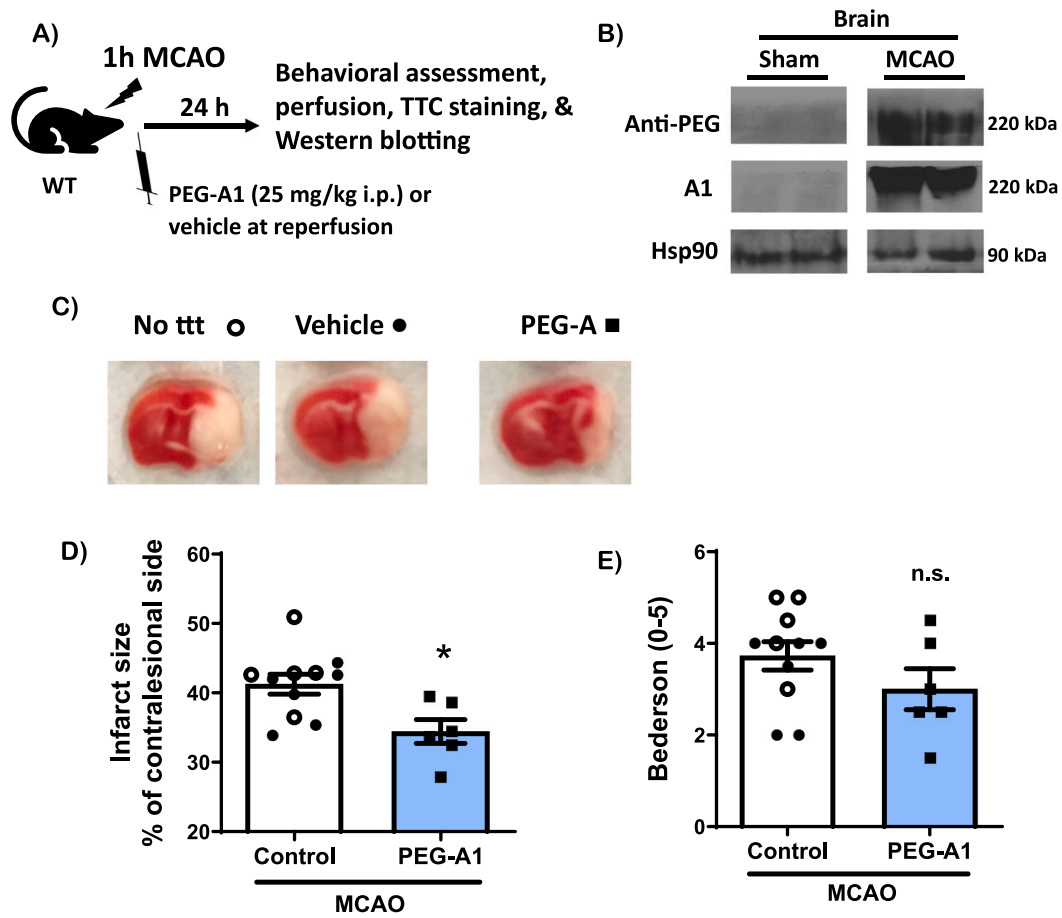 A)
1h MCAO
24 h
WT
Behavioral assessment,
perfusion, TTC staining, &
Western blotting
PEG-A1 (25 mg/kg i.p.) or
vehicle at reperfusion
B)
Brain
Sham MCAO
Anti-PEG 220 kDa
A1 220 kDa
Hsp90 90 kDa
C)
No ttt Vehicle PEG-A
D)
Infarct size
% of contralesional side
60
50
40
30
20
*
Control PEG-A1
MCAO
E)
Bederson (0-5)
6
4
2
0
n.s.
Control PEG-A1
MCAO